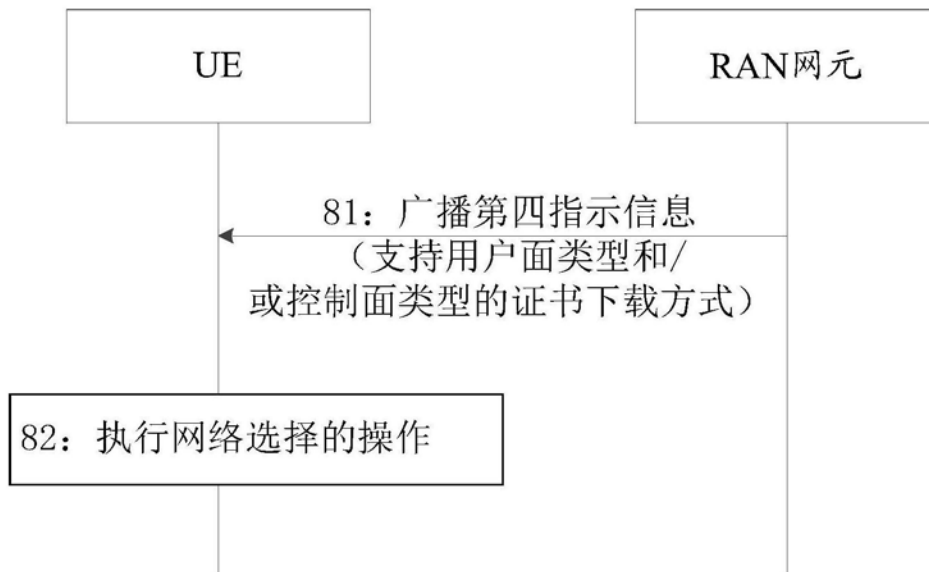 UE
RAN网元
81：广播第四指示信息
（支持用户面类型和/
或控制面类型的证书下载方式）
82：执行网络选择的操作